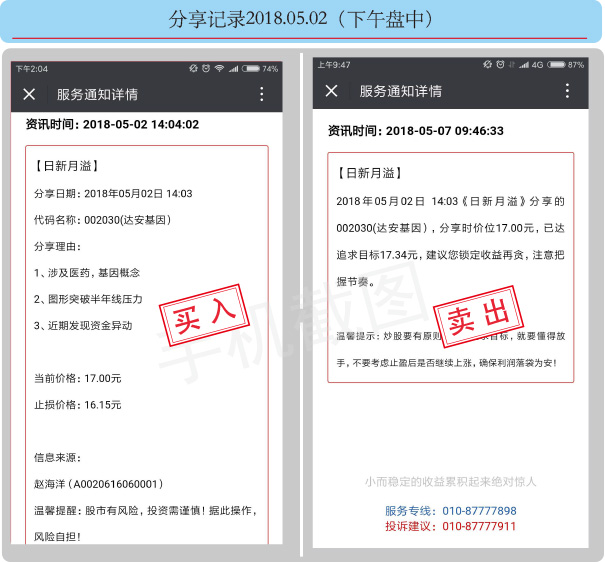 分享记录2018.05.02（下午盘中）
下午2:04
74%
服务通知详情
资讯时间: 2018-05-02 14:04:02
【日新月溢】
分享日期: 2018年05月02日 14:03
代码名称: 002030(达安基因)
分享理由:
1、涉及医药, 基因概念
2、图形突破半年线压力
3、近期发现资金异动
买入
当前价格: 17.00元
止损价格: 16.15元
信息来源:
赵海洋 (A0020616060001)
温馨提醒: 股市有风险, 投资需谨慎! 据此操作,
风险自担!
上午9:47
4G
87%
服务通知详情
资讯时间: 2018-05-07 09:46:33
【日新月溢】
2018年05月02日 14:03《日新月溢》分享的
002030(达安基因) , 分享时价位17.00元, 已达
追求目标17.34元, 建议您锁定收益再贪, 注意把
握节奏。
卖出
温馨提示: 炒股要有原则
目标, 就要懂得放
手, 不要考虑止盈后是否继续上涨, 确保利润落袋为安!
小而稳定的收益累积起来绝对惊人
服务专线: 010-87777898
投诉建议: 010-87777911
手机截图